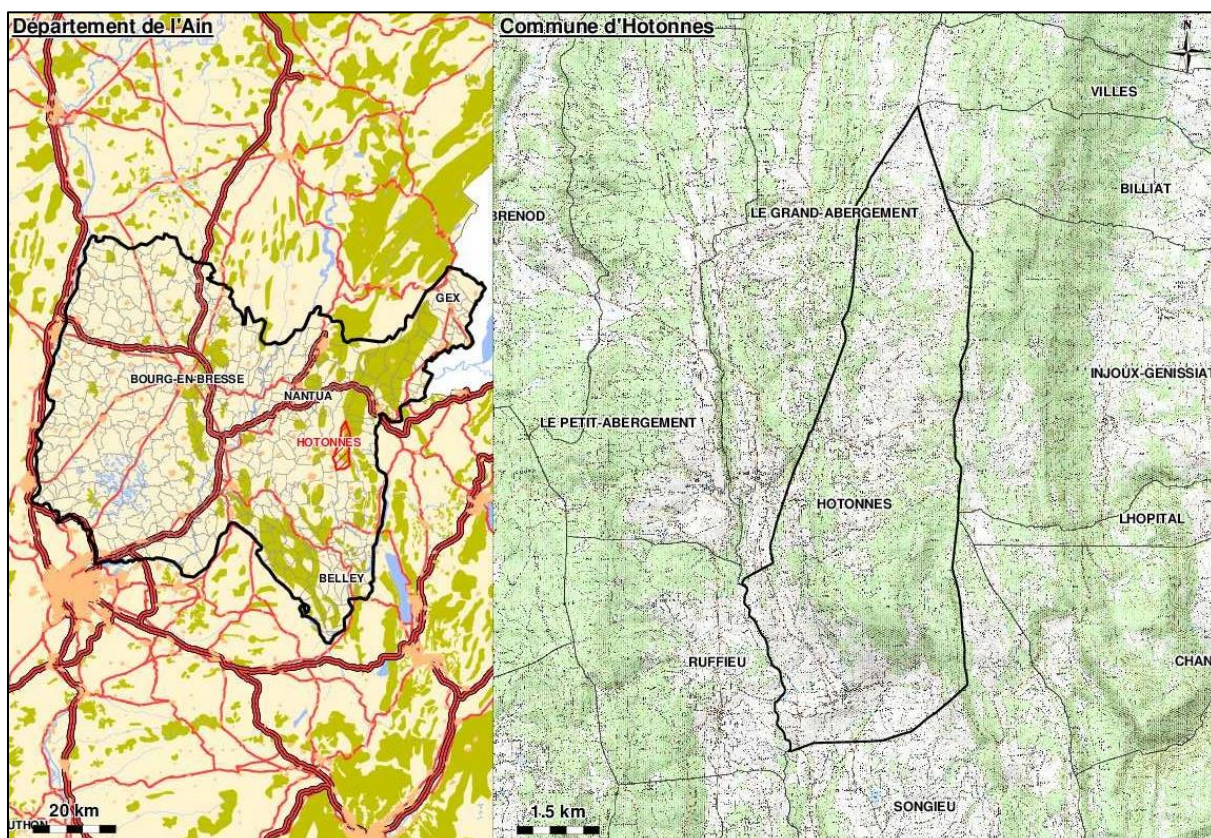 Département de l'Ain
GEX
BOURG-EN-BRESSE
NANTUA
HOTONNES
BELLEY
20 km
UTHON
Commune d'Hotonnes
N
VILLES
BILLIAT
BRENOD
LE GRAND-ABERGEMENT
INJOUX-GENISSIAT
LE PETIT-ABERGEMENT
HOTONNES
LHOPITAL
RUFFIEU
CHAN
SONGIEU
1.5 km